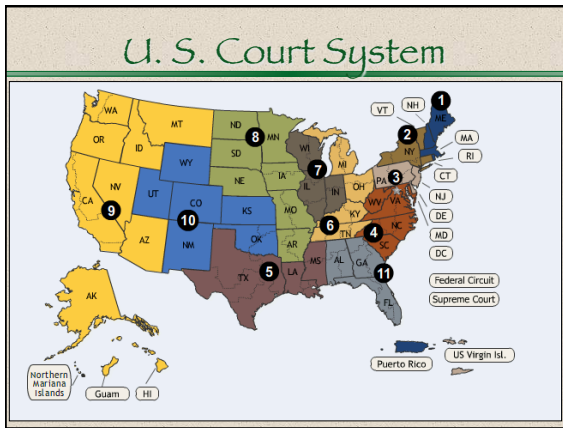 U. S. Court System
1
WA
VT
NH
ME
MT
ND
MN
8
2
OR
ID
WI
NY
MA
SD
MI
RI
WY
7
3
PA
CT
IA
NE
NV
IL
IN
OH
NJ
UT
CO
CA
WV
VA
DE
9
10
KS
MO
KY
MD
6
NC
4
TN
DC
AZ
NM
OK
AR
SC
5
MS
AL
GA
11
Federal Circuit
TX
LA
Supreme Court
AK
FL
US Virgin Isl.
Puerto Rico
Northern
Mariana
Islands
Guam
HI